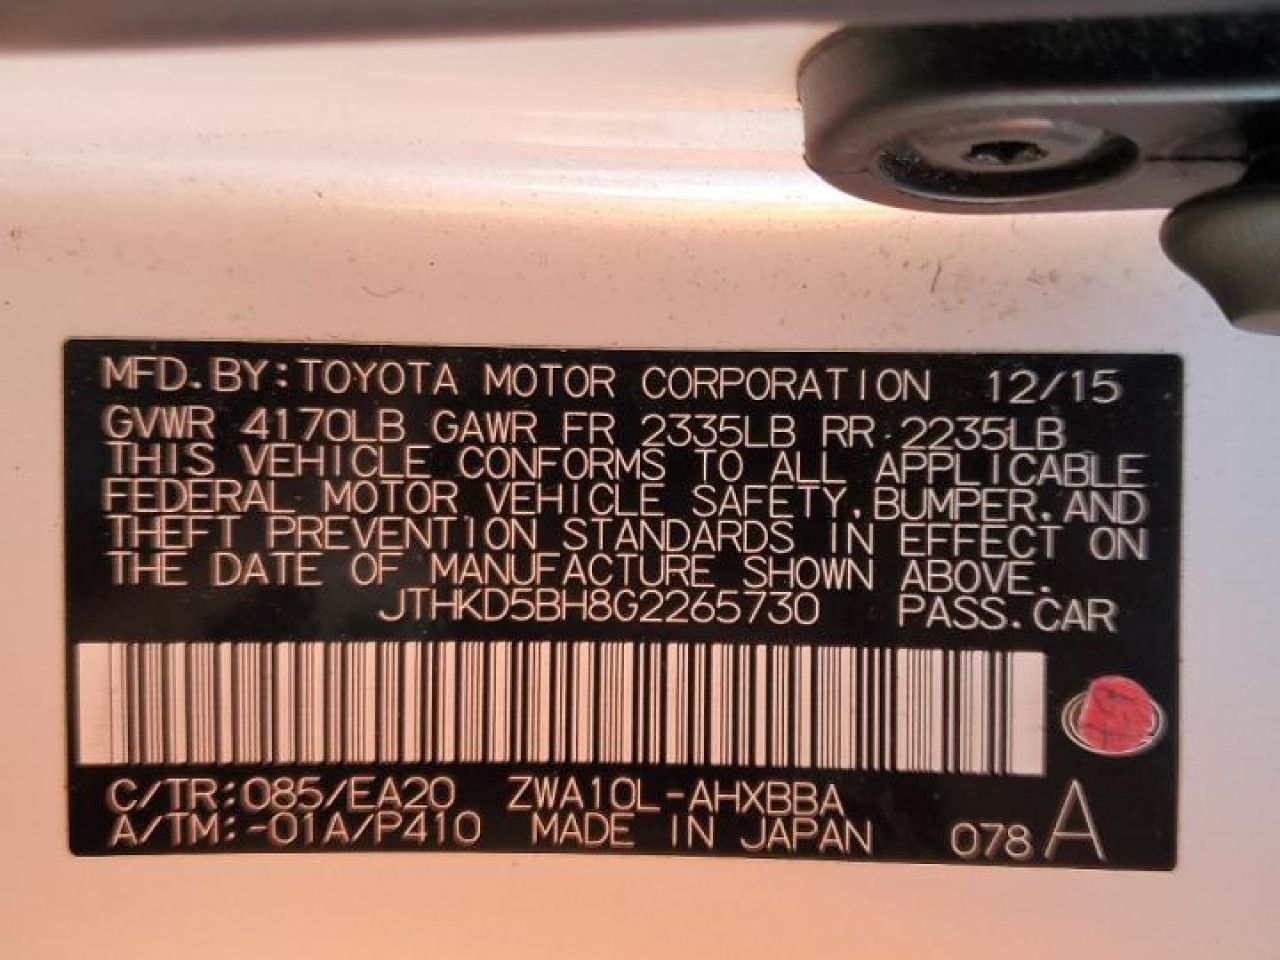 MFD. BY: TOYOTA MOTOR CORPORATION 12/15
GVWR 4170LB GAWR FR 2335LB RR 2235LB
THIS VEHICLE CONFORMS TO ALL APPLICABLE
FEDERAL MOTOR VEHICLE SAFETY, BUMPER, AND
THEFT PREVENTION STANDARDS IN EFFECT ON
THE DATE OF MANUFACTURE SHOWN ABOVE.
JTHKD5BH8G2265730 PASS. CAR
C/TR: 085/EA20 ZWA10L-AHXBBA
A/TM: -01A/P410 MADE IN JAPAN 078 A